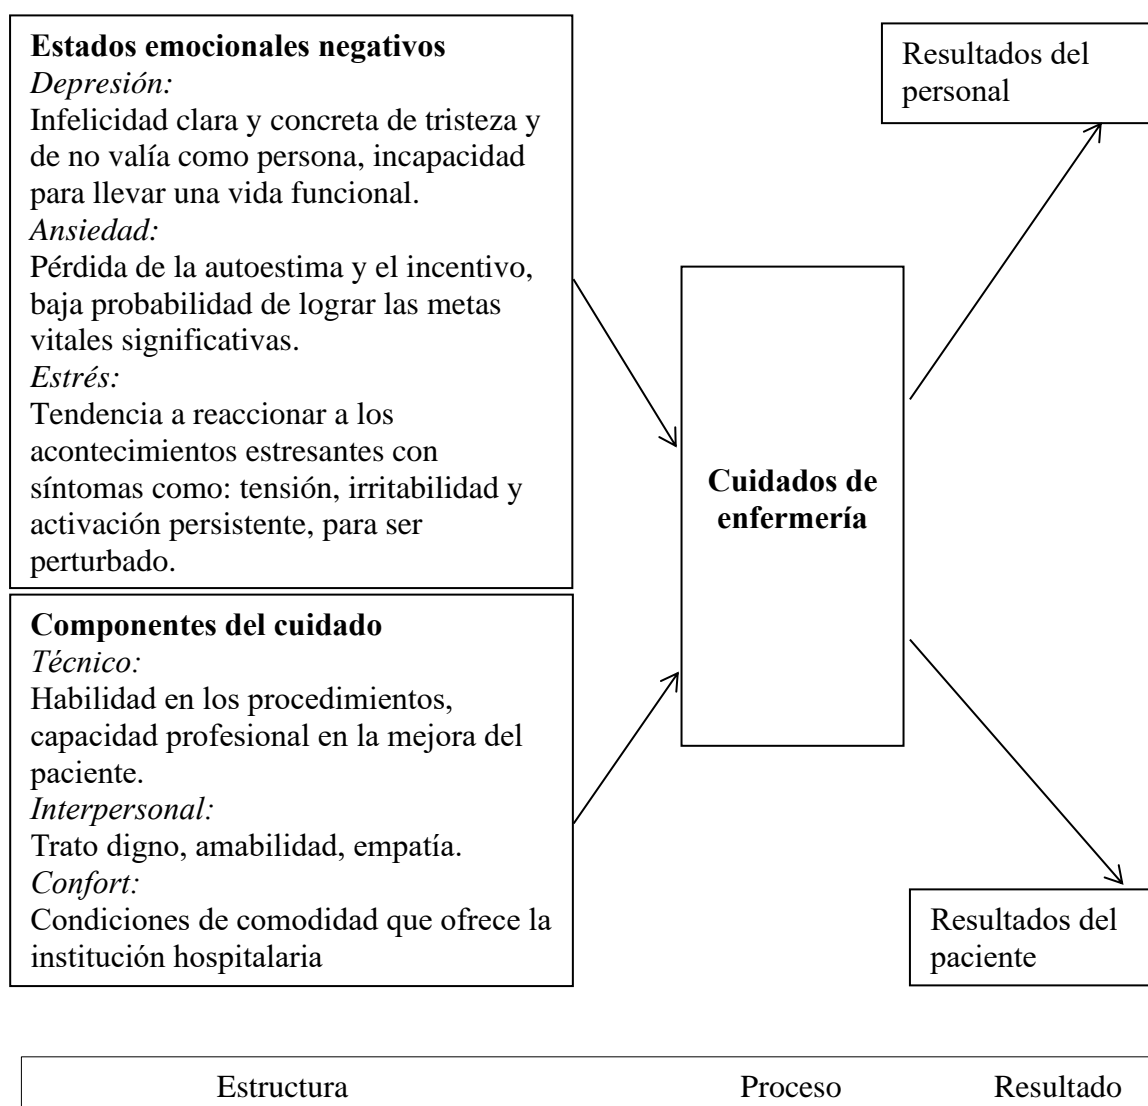 Estados emocionales negativos
Depresión:
Infelicidad clara y concreta de tristeza y
de no valía como persona, incapacidad
para llevar una vida funcional.
Ansiedad:
Pérdida de la autoestima y el incentivo,
baja probabilidad de lograr las metas
vitales significativas.
Estrés:
Tendencia a reaccionar a los
acontecimientos estresantes con
síntomas como: tensión, irritabilidad y
activación persistente, para ser
perturbado.
Componentes del cuidado
Técnico:
Habilidad en los procedimientos,
capacidad profesional en la mejora del
paciente.
Interpersonal:
Trato digno, amabilidad, empatía.
Confort:
Condiciones de comodidad que ofrece la
institución hospitalaria
Cuidados de
enfermería
Resultados del
personal
Resultados del
paciente
Estructura Proceso Resultado